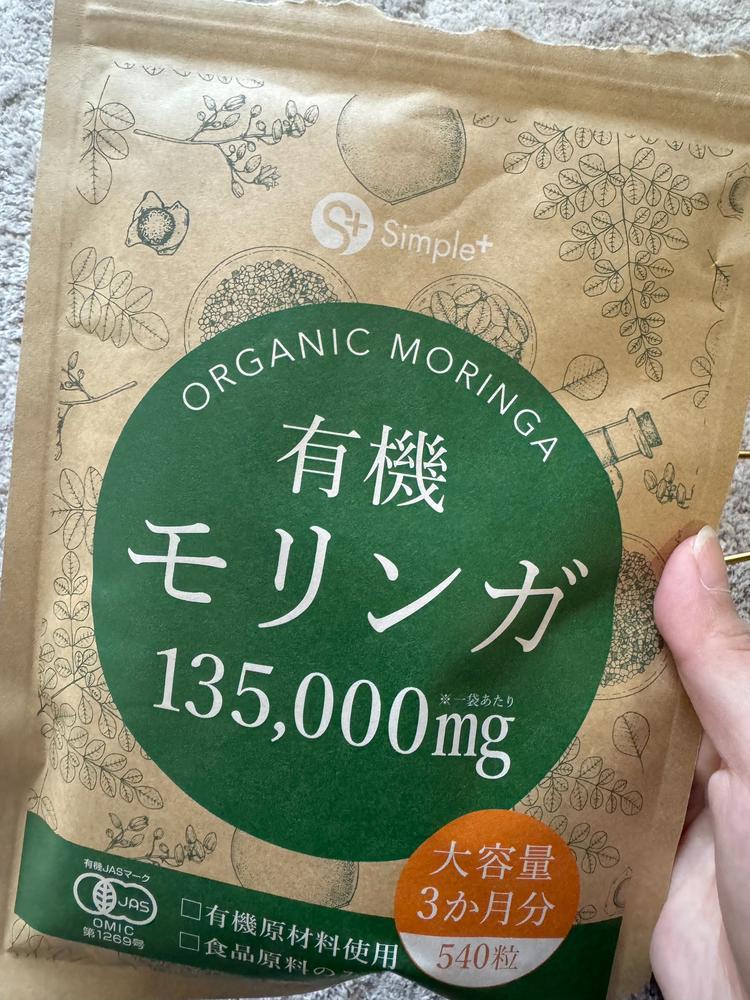 Simple+
ORGANIC MORINGA
有機
モリンガ
※一袋あたり
135,000mg
大容量
3か月分
540粒
有機JASマーク
JAS
OMIC
第1269号
□有機原材料使用
□食品原料の